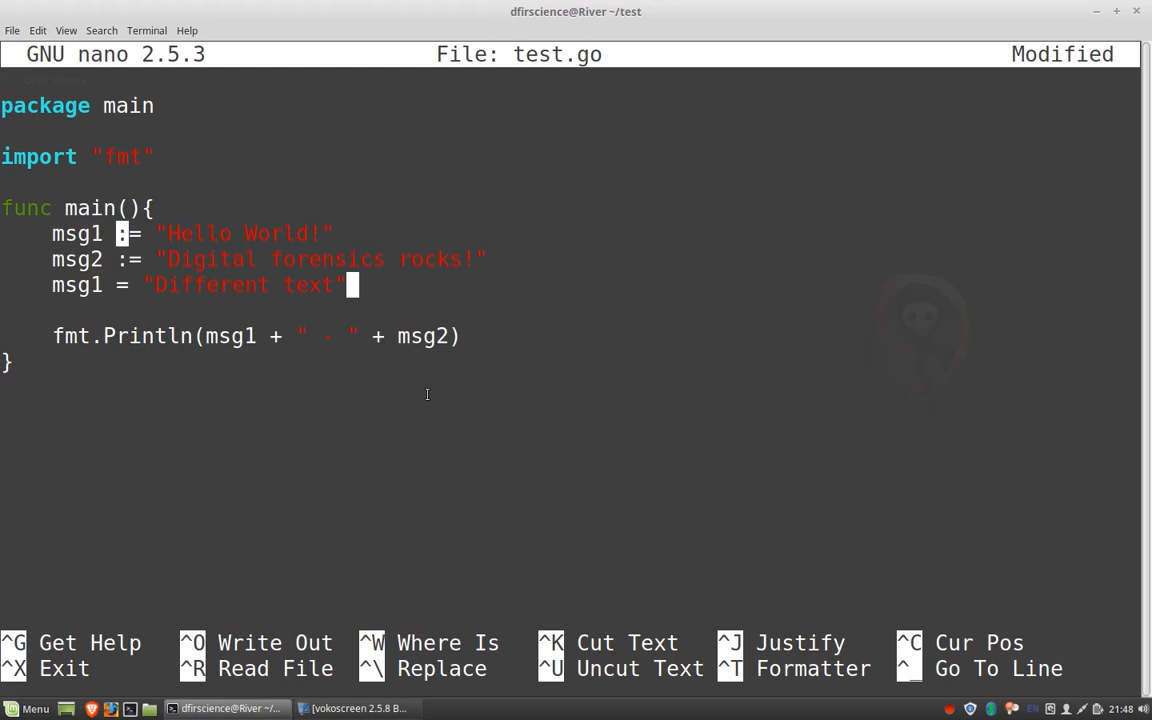 dfirscience@River ~/test
File Edit View Search Terminal Help
GNU nano 2.5.3 File: test.go Modified
package main
import "fmt"
func main(){
msg1 := "Hello World!"
msg2 := "Digital forensics rocks!"
msg1 = "Different text"
fmt.Println(msg1 + " - " + msg2)
}
^G Get Help ^O Write Out ^W Where Is ^K Cut Text ^J Justify ^C Cur Pos
^X Exit ^R Read File ^\ Replace ^U Uncut Text ^T Formatter ^_ Go To Line
Menu dfirscience@River ~/... [vokoscreen 2.5.8 B... EN 21:48